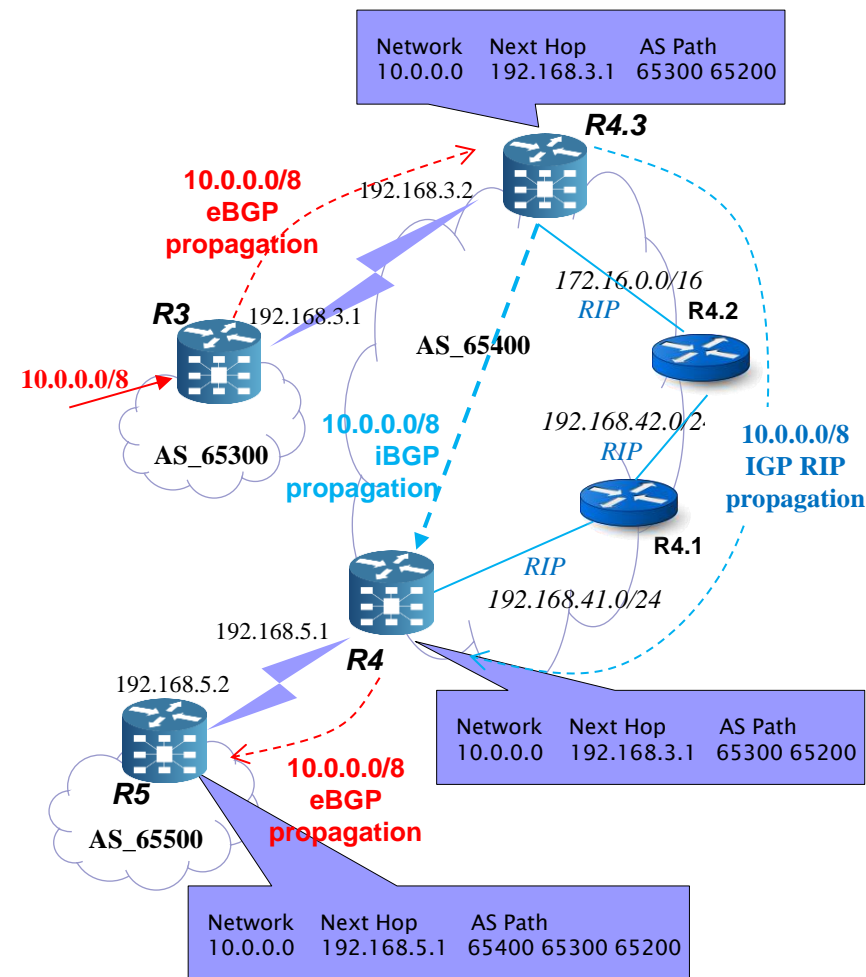 Network Next Hop AS Path
10.0.0.0 192.168.3.1 65300 65200
R4.3
10.0.0.0/8
eBGP
propagation
192.168.3.2
172.16.0.0/16
RIP
R4.2
R3
192.168.3.1
AS_65400
10.0.0.0/8
AS_65300
10.0.0.0/8
iBGP
propagation
192.168.42.0/2
RIP
10.0.0.0/8
IGP RIP
propagation
R4.1
RIP
192.168.41.0/24
192.168.5.1
R4
192.168.5.2
Network Next Hop AS Path
10.0.0.0 192.168.3.1 65300 65200
R5
10.0.0.0/8
eBGP
propagation
AS_65500
Network Next Hop AS Path
10.0.0.0 192.168.5.1 65400 65300 65200